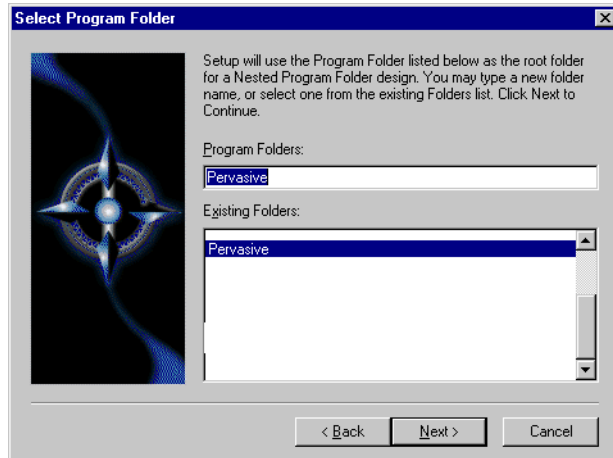 Select Program Folder
Setup will use the Program Folder listed below as the root folder
for a Nested Program Folder design. You may type a new folder
name, or select one from the existing Folders list. Click Next to
Continue.
Program Folders:
Pervasive
Existing Folders:
Pervasive
< Back
Next >
Cancel